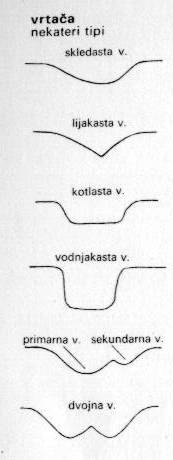 vrtača
nekateri tipi
skledasta v.
lijakasta v.
kotlasta v.
vodnjakasta v.
primarna v. sekundarna v.
dvojna v.